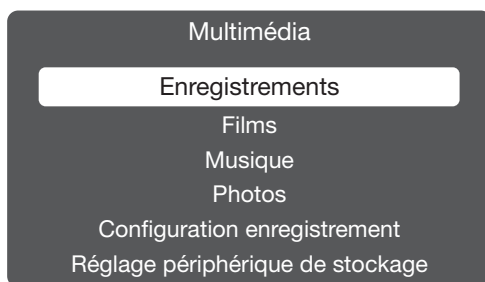 Multimédia
Enregistrements
Films
Musique
Photos
Configuration enregistrement
Réglage périphérique de stockage